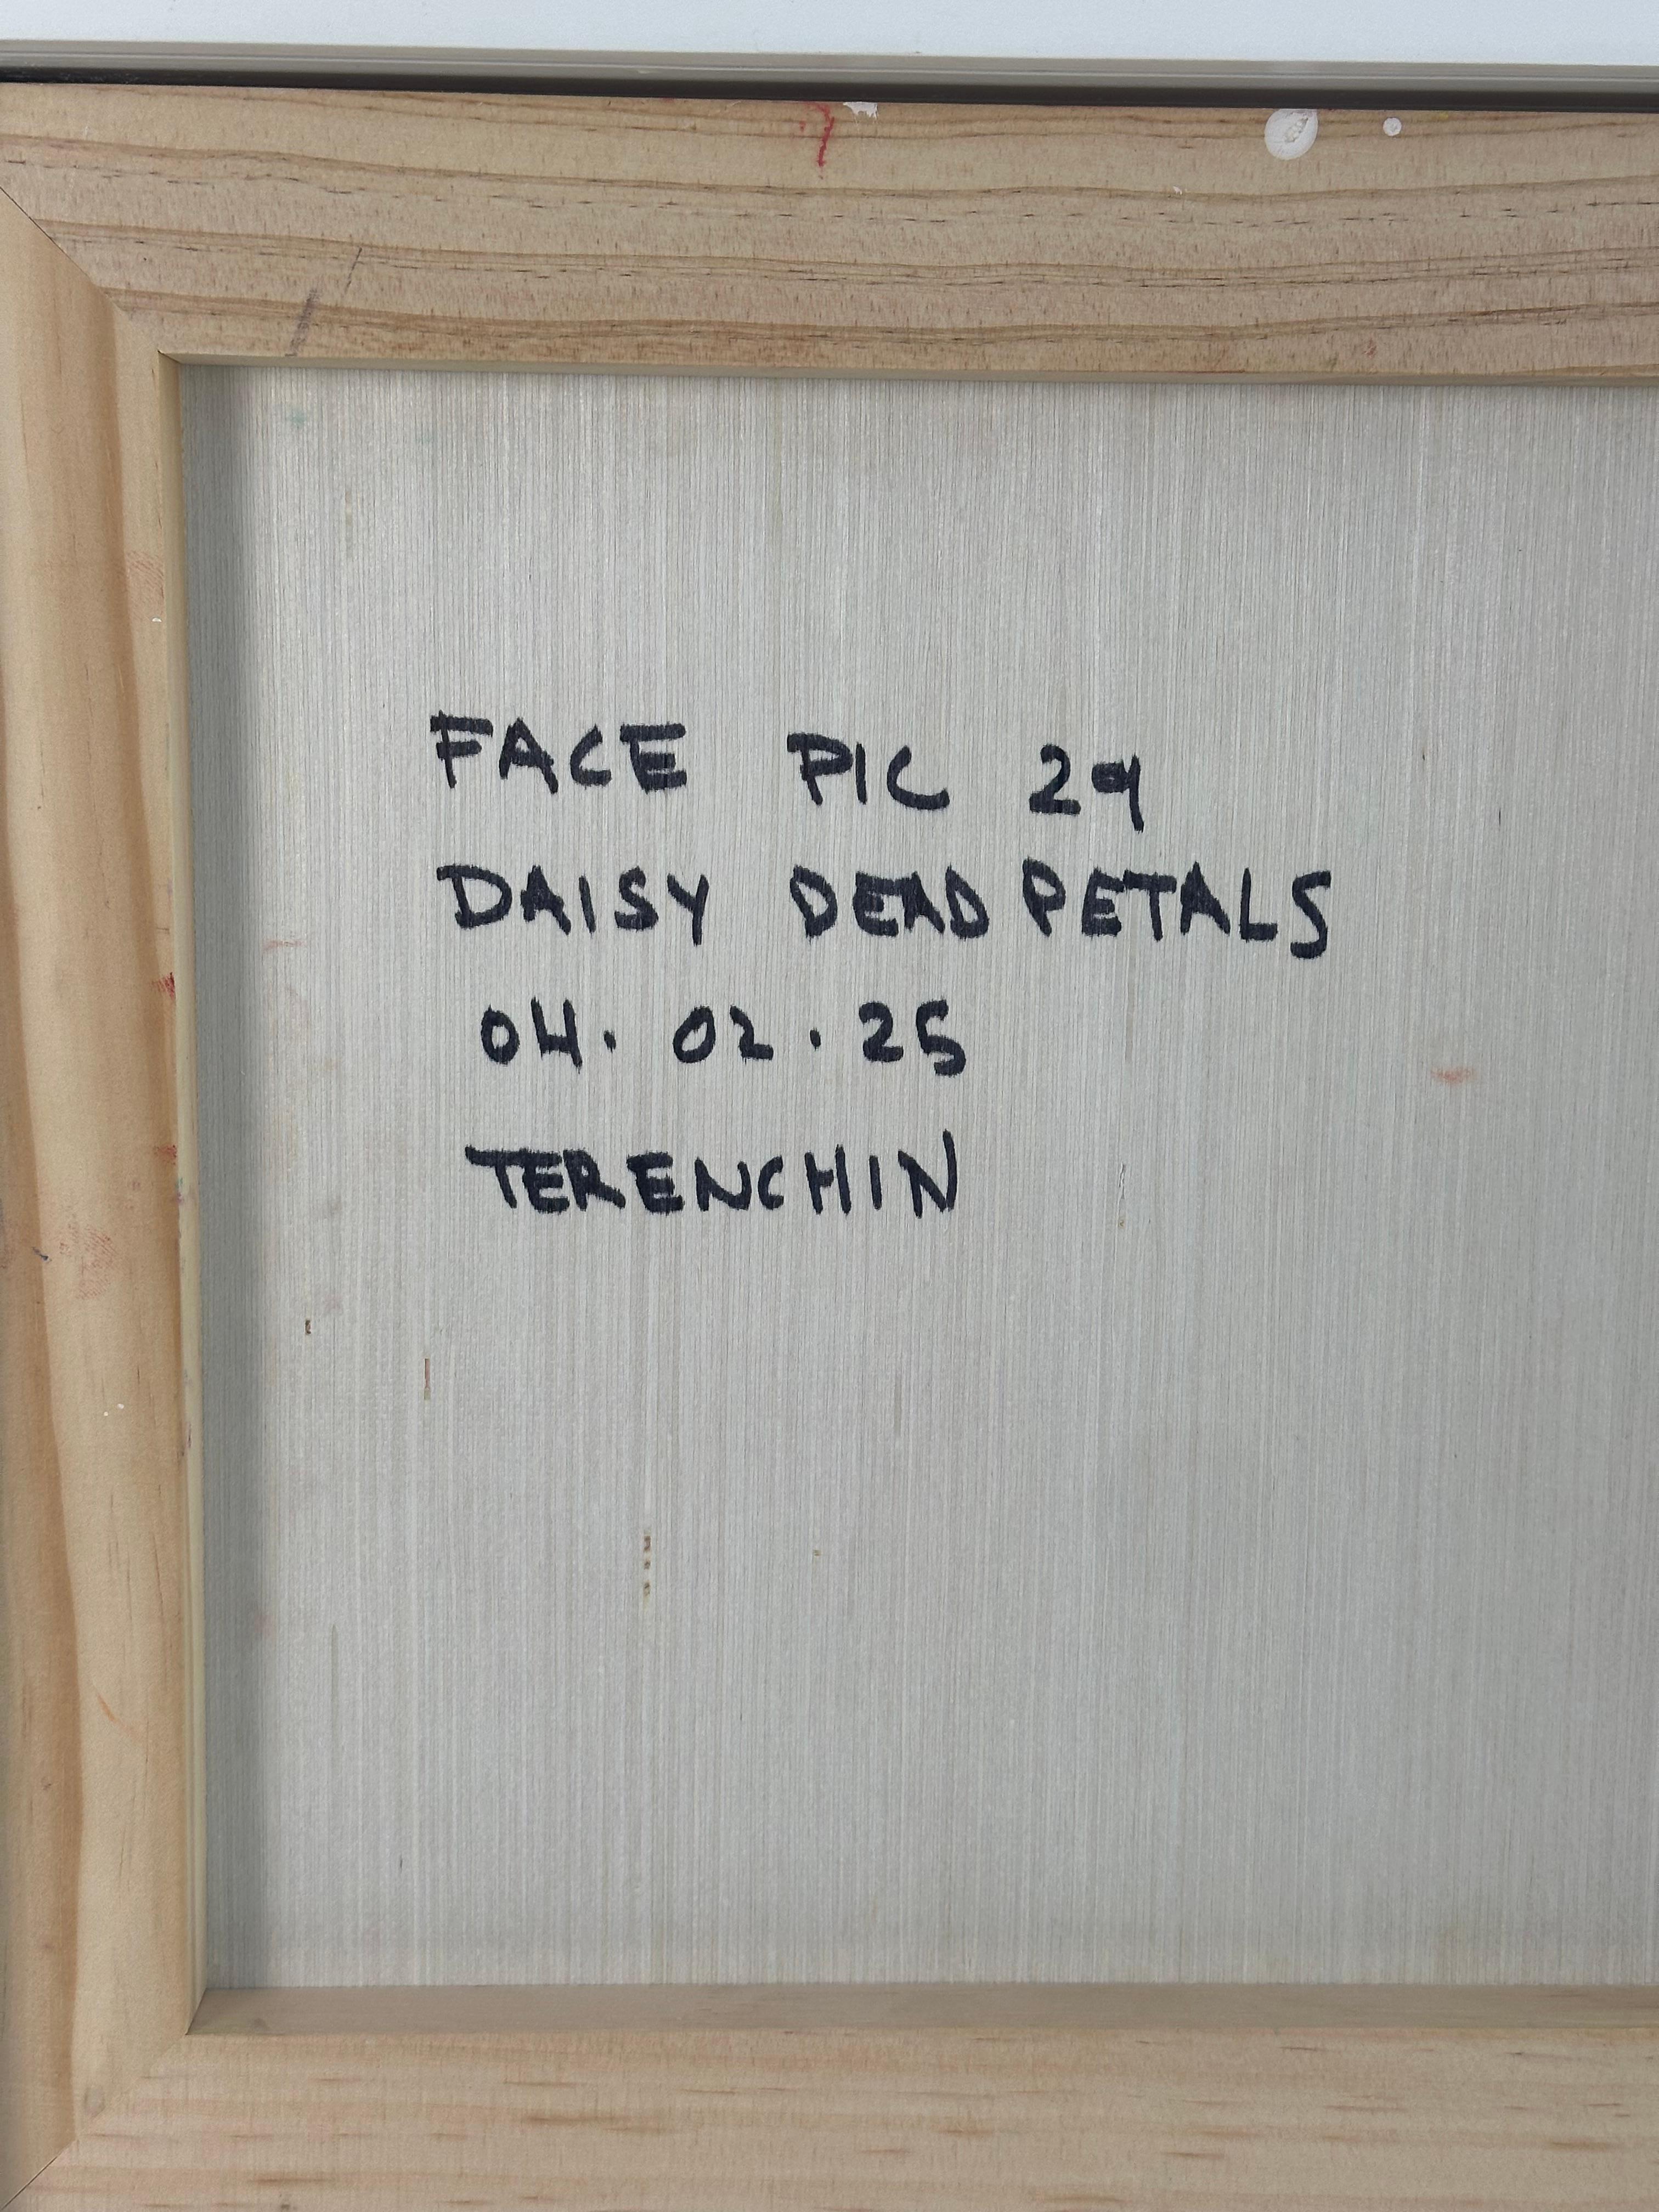 FACE PIC 29
DAISY DEAD PETALS
04. 02. 25
TERENCHIN